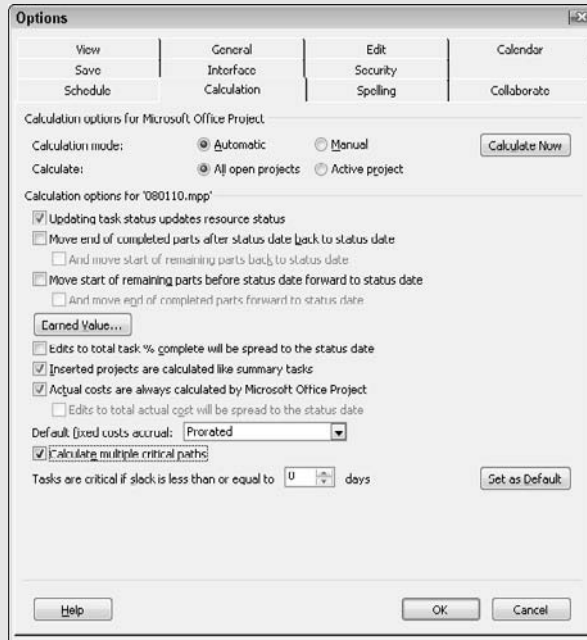 Options
View General Edit Calendar
Save Interface Security
Schedule Calculation Spelling Collaborate
Calculation options for Microsoft Office Project
Calculation mode: Automatic Manual Calculate Now
Calculate: All open projects Active project
Calculation options for '080110.mpp'
Updating task status updates resource status
Move end of completed parts after status date back to status date
And move start of remaining parts back to status date
Move start of remaining parts before status date forward to status date
And move end of completed parts forward to status date
Earned Value...
Edits to total task % complete will be spread to the status date
Inserted projects are calculated like summary tasks
Actual costs are always calculated by Microsoft Office Project
Edits to total actual cost will be spread to the status date
Default fixed costs accrual: Prorated
Calculate multiple critical paths
Tasks are critical if slack is less than or equal to 0 days Set as Default
Help OK Cancel